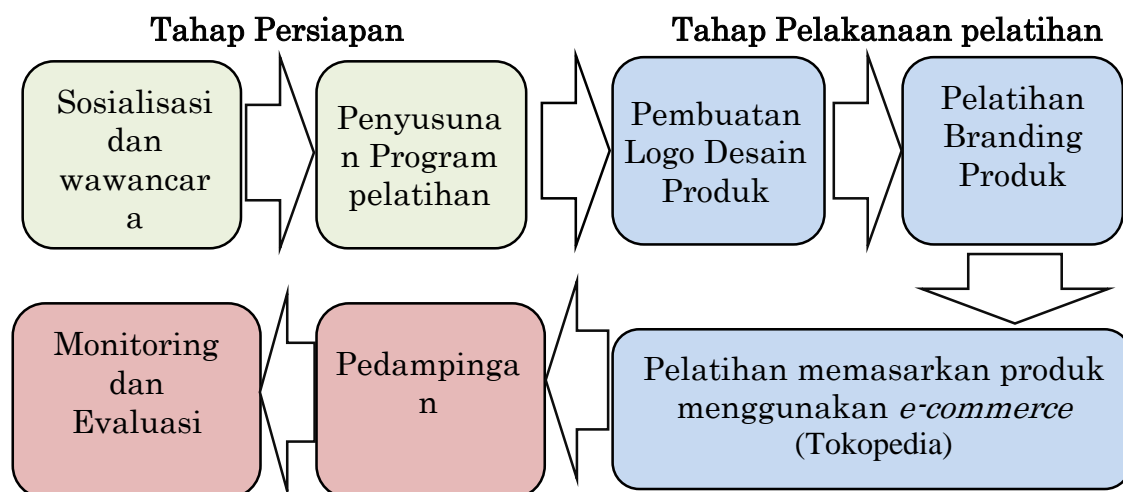 Tahap Persiapan
Tahap Pelakanaan pelatihan
Sosialisasi
dan
wawancar
a
Penyusuna
n Program
pelatihan
Pembuatan
Logo Desain
Produk
Pelatihan
Branding
Produk
Pelatihan memasarkan produk
menggunakan e-commerce
(Tokopedia)
Pedampinga
n
Monitoring
dan
Evaluasi